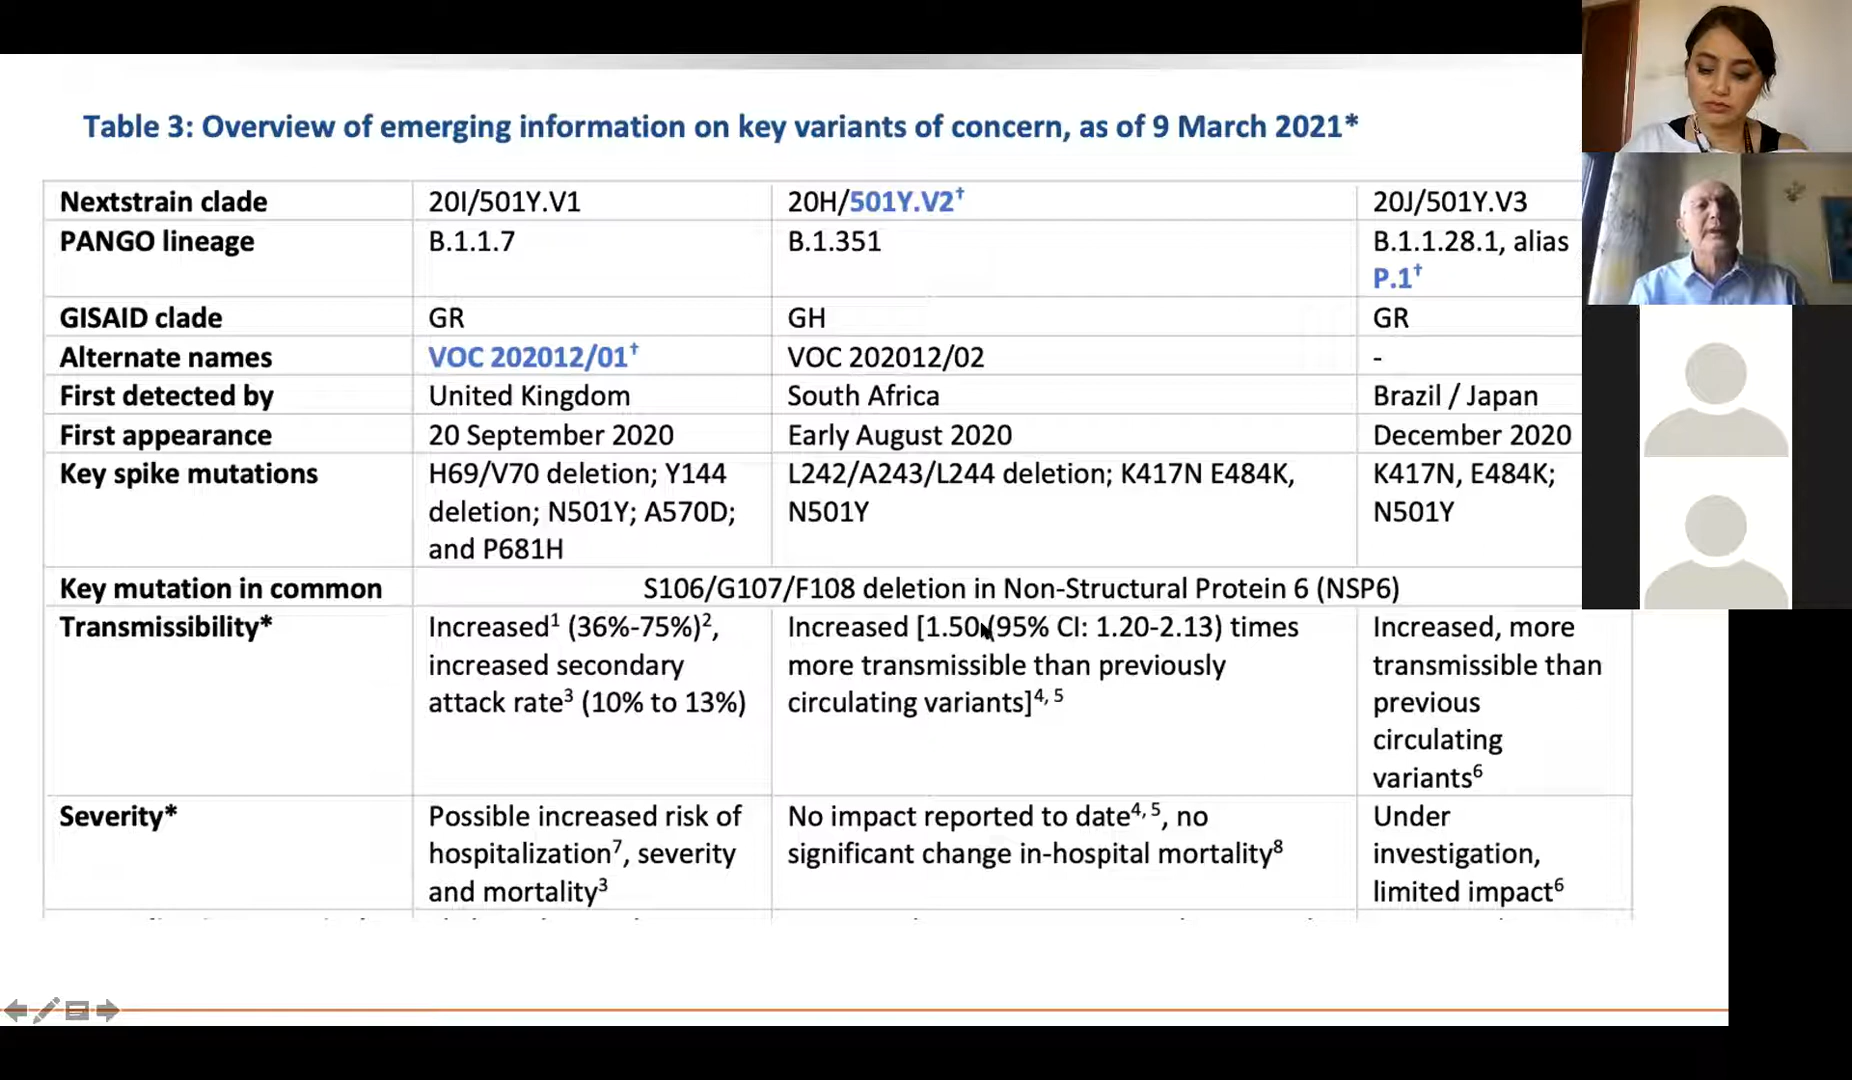 Table 3: Overview of emerging information on key variants of concern, as of 9 March 2021*
Nextstrain clade 20I/501Y.V1 20H/501Y.V2† 20J/501Y.V3
PANGO lineage B.1.1.7 B.1.351 B.1.1.28.1, alias
P.1†
GISAID clade GR GH GR
Alternate names VOC 202012/01† VOC 202012/02 -
First detected by United Kingdom South Africa Brazil / Japan
First appearance 20 September 2020 Early August 2020 December 2020
Key spike mutations H69/V70 deletion; Y144 L242/A243/L244 deletion; K417N E484K, K417N, E484K;
deletion; N501Y; A570D; N501Y N501Y
and P681H
Key mutation in common S106/G107/F108 deletion in Non-Structural Protein 6 (NSP6)
Transmissibility* Increased¹ (36%-75%)², Increased [1.50 (95% CI: 1.20-2.13) times Increased, more
increased secondary more transmissible than previously transmissible than
attack rate³ (10% to 13%) circulating variants]⁴,⁵ previous
circulating
variants⁶
Severity* Possible increased risk of No impact reported to date⁴,⁵, no Under
hospitalization⁷, severity significant change in-hospital mortality⁸ investigation,
and mortality³ limited impact⁶